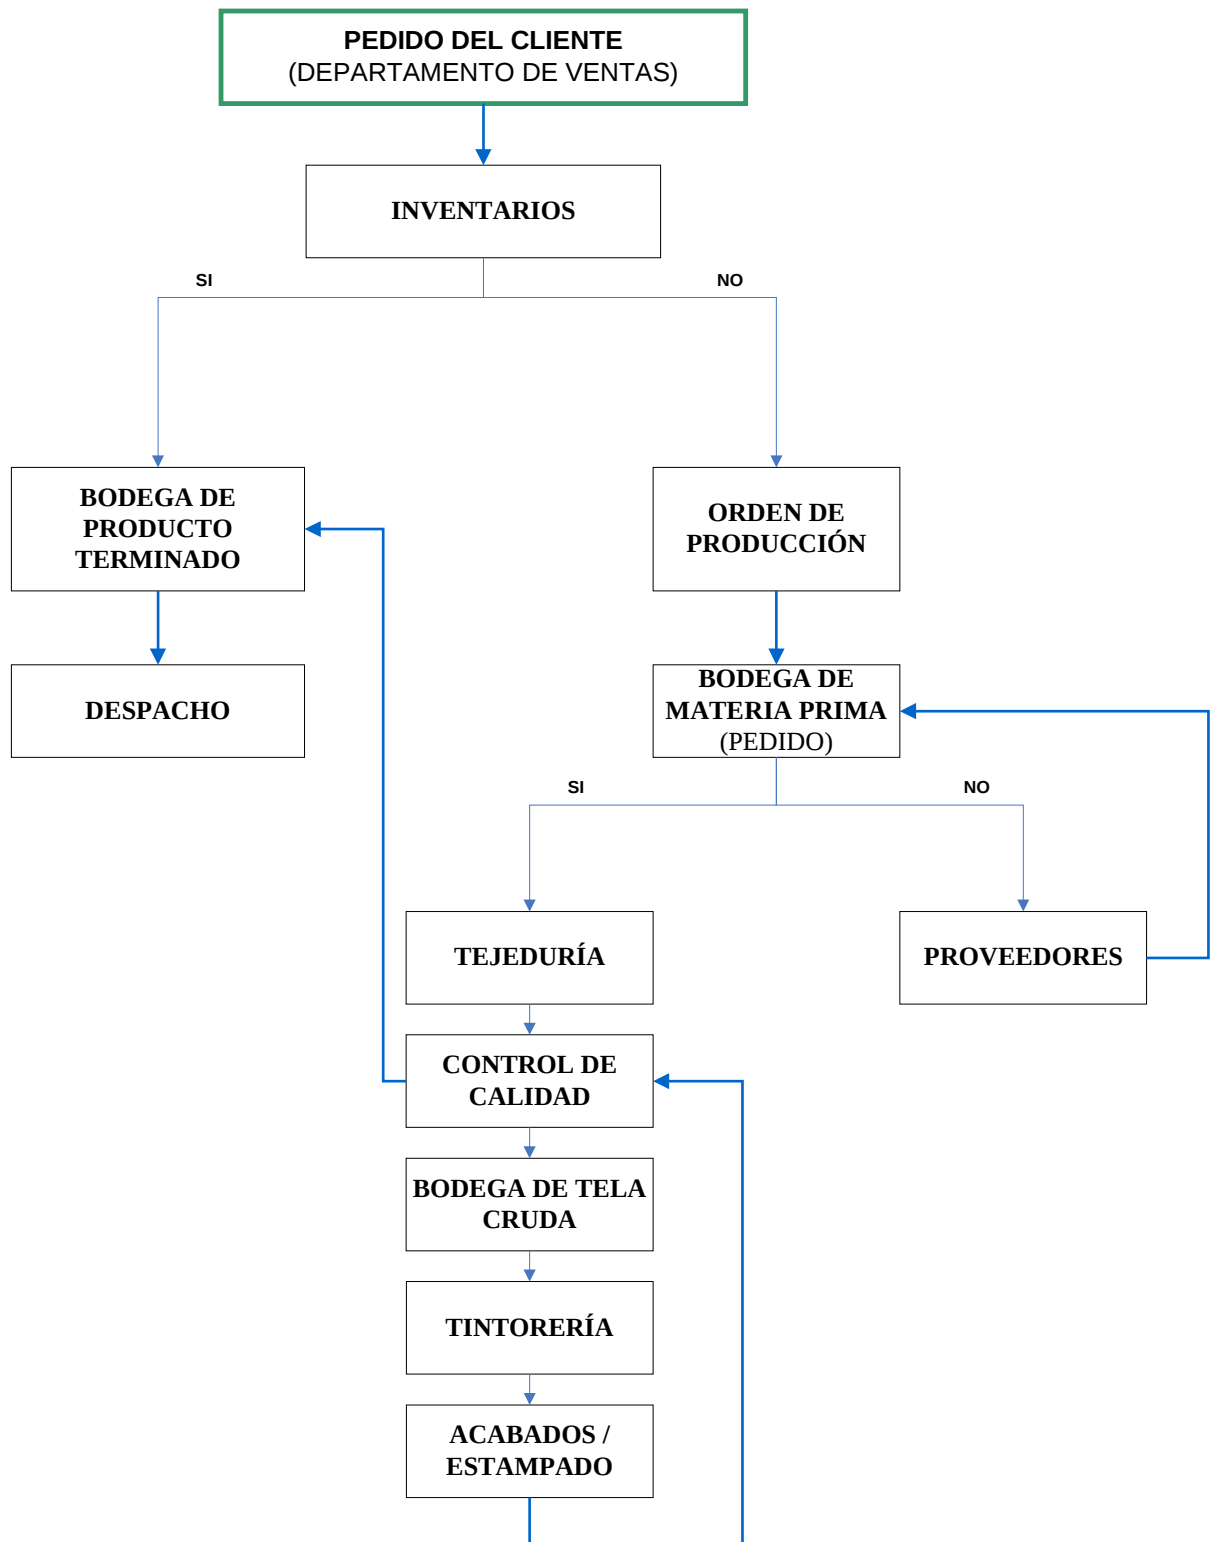 PEDIDO DEL CLIENTE
(DEPARTAMENTO DE VENTAS)
INVENTARIOS
SI
NO
BODEGA DE
PRODUCTO
TERMINADO
ORDEN DE
PRODUCCIÓN
DESPACHO
BODEGA DE
MATERIA PRIMA
(PEDIDO)
SI
NO
TEJEDURÍA
PROVEEDORES
CONTROL DE
CALIDAD
BODEGA DE TELA
CRUDA
TINTORERÍA
ACABADOS /
ESTAMPADO